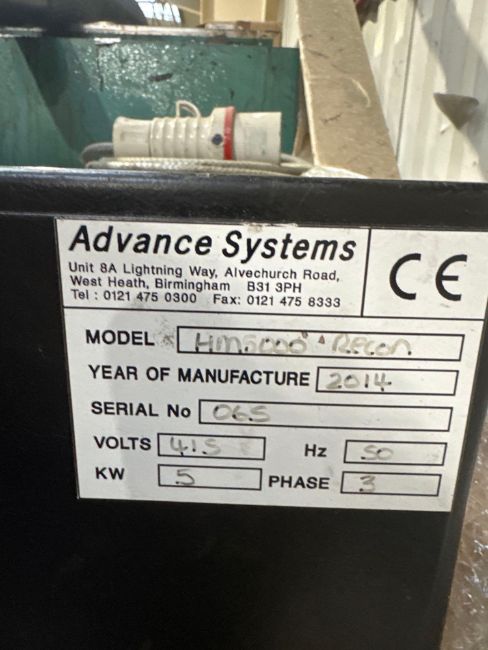 Advance Systems
Unit 8A Lightning Way, Alvechurch Road,
West Heath, Birmingham B31 3PH
Tel : 0121 475 0300 Fax: 0121 475 8333
CE
MODEL HM5000 Recon
YEAR OF MANUFACTURE 2014
SERIAL No 065
VOLTS 415 Hz 50
KW 5 PHASE 3